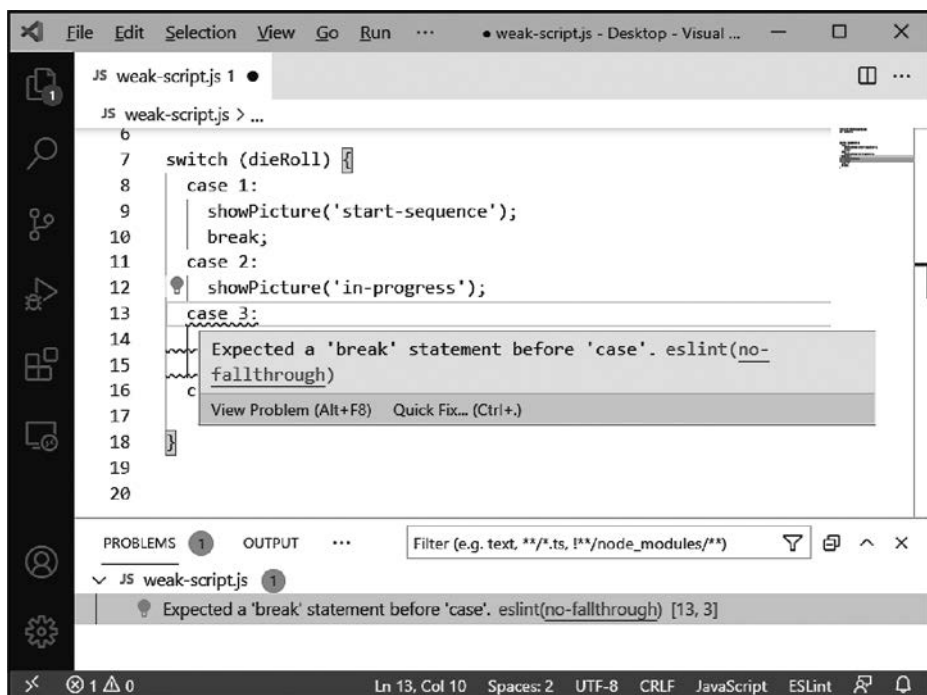 File Edit Selection View Go Run ··· ● weak-script.js - Desktop - Visual ...
JS weak-script.js 1 ●
1
JS weak-script.js > ...
6
7 switch (dieRoll) {
8 case 1:
9 showPicture('start-sequence');
10 break;
11 case 2:
12 showPicture('in-progress');
13 case 3:
14
Expected a 'break' statement before 'case'. eslint(no-
15
fallthrough)
16 c
View Problem (Alt+F8) Quick Fix... (Ctrl+.)
17
18 }
19
20
PROBLEMS 1 OUTPUT ··· Filter (e.g. text, **/*.ts, !**/node_modules/**)
JS weak-script.js 1
Expected a 'break' statement before 'case'. eslint(no-fallthrough) [13, 3]
1 0 Ln 13, Col 10 Spaces: 2 UTF-8 CRLF JavaScript ESLint